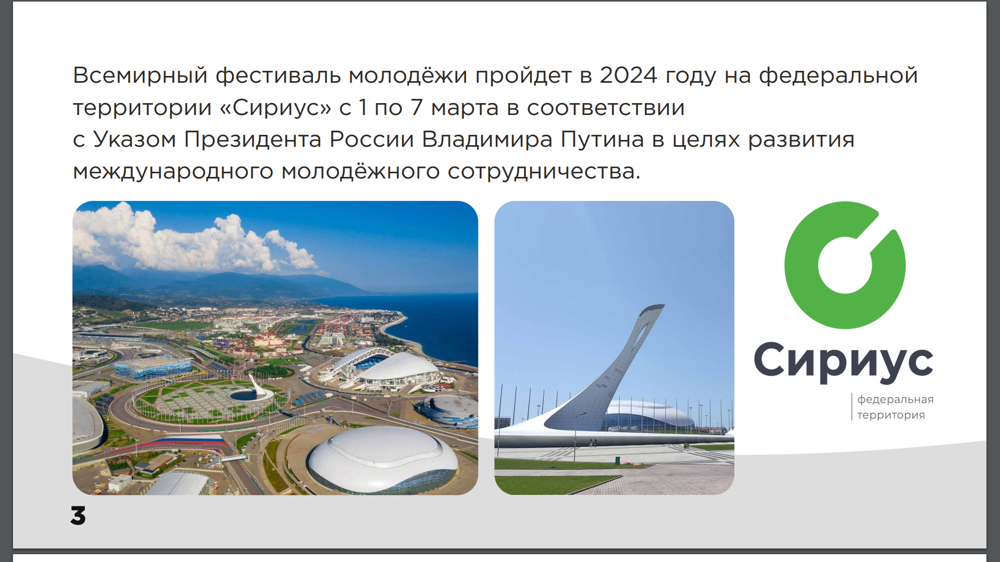 Всемирный фестиваль молодёжи пройдет в 2024 году на федеральной
территории «Сириус» с 1 по 7 марта в соответствии
с Указом Президента России Владимира Путина в целях развития
международного молодёжного сотрудничества.
Сириус
федеральная
территория
3